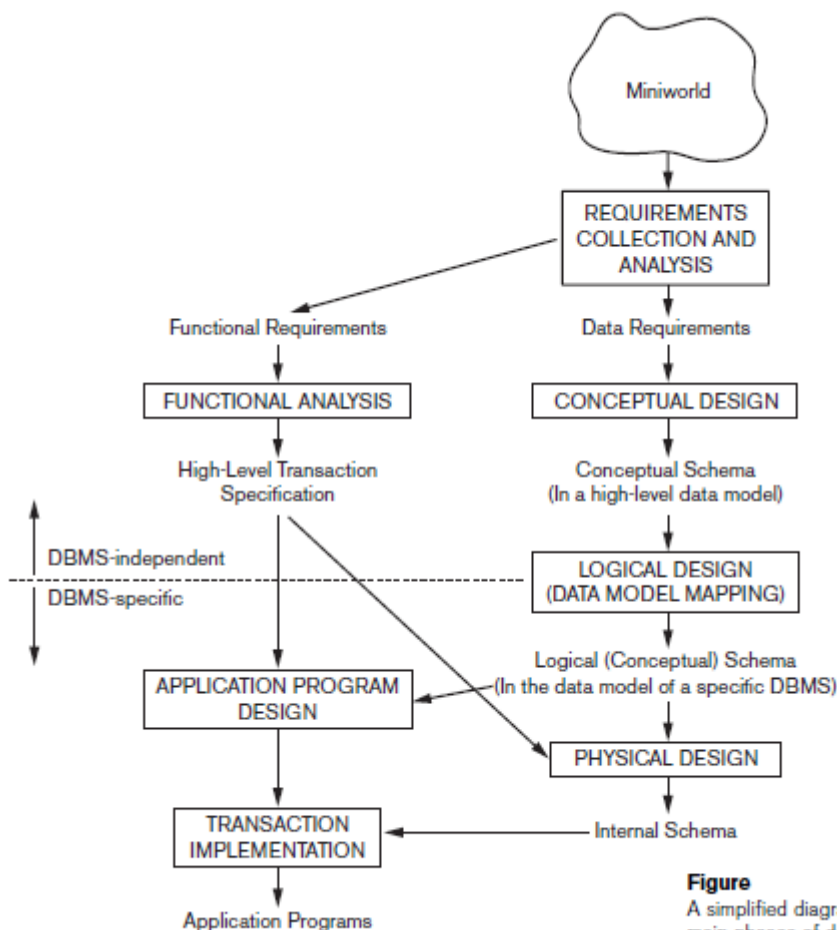 Miniworld
REQUIREMENTS
COLLECTION AND
ANALYSIS
Functional Requirements
Data Requirements
FUNCTIONAL ANALYSIS
CONCEPTUAL DESIGN
High-Level Transaction
Specification
Conceptual Schema
(In a high-level data model)
DBMS-independent
DBMS-specific
LOGICAL DESIGN
(DATA MODEL MAPPING)
Logical (Conceptual) Schema
(In the data model of a specific DBMS)
APPLICATION PROGRAM
DESIGN
PHYSICAL DESIGN
TRANSACTION
IMPLEMENTATION
Internal Schema
Application Programs
Figure
A simplified diagr